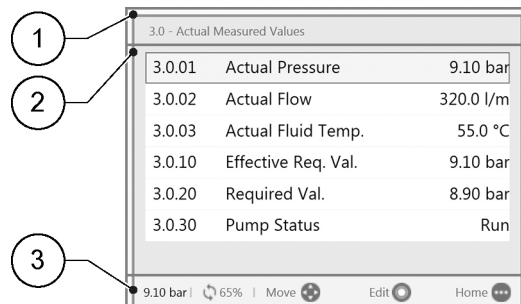 1
3.0 - Actual Measured Values
2
3.0.01 Actual Pressure 9.10 bar
3.0.02 Actual Flow 320.0 l/m
3.0.03 Actual Fluid Temp. 55.0 °C
3.0.10 Effective Req. Val. 9.10 bar
3.0.20 Required Val. 8.90 bar
3.0.30 Pump Status Run
3
9.10 bar | 65% | Move Edit Home